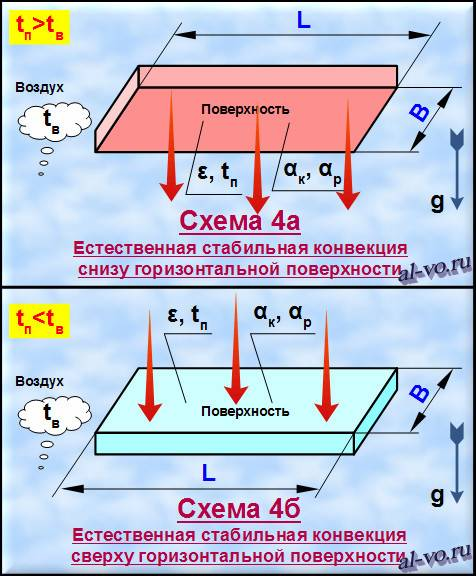 tп>tв
L
Воздух
tв
Поверхность
B
ε, tп
αк, αр
g
Схема 4а
Естественная стабильная конвекция
снизу горизонтальной поверхности
al-vo.ru
tп<tв
ε, tп
αк, αр
Воздух
tв
Поверхность
B
L
g
Схема 4б
Естественная стабильная конвекция
сверху горизонтальной поверхности
al-vo.ru